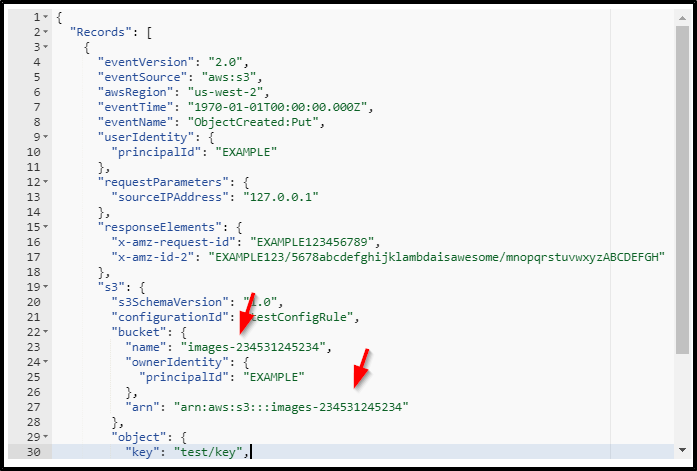 1 {
2 "Records": [
3 {
4 "eventVersion": "2.0",
5 "eventSource": "aws:s3",
6 "awsRegion": "us-west-2",
7 "eventTime": "1970-01-01T00:00:00.000Z",
8 "eventName": "ObjectCreated:Put",
9 "userIdentity": {
10 "principalId": "EXAMPLE"
11 },
12 "requestParameters": {
13 "sourceIPAddress": "127.0.0.1"
14 },
15 "responseElements": {
16 "x-amz-request-id": "EXAMPLE123456789",
17 "x-amz-id-2": "EXAMPLE123/5678abcdefghijklambdaisawesome/mnopqrstuvwxyzABCDEFGH"
18 },
19 "s3": {
20 "s3SchemaVersion": "1.0",
21 "configurationId": "testConfigRule",
22 "bucket": {
23 "name": "images-234531245234",
24 "ownerIdentity": {
25 "principalId": "EXAMPLE"
26 },
27 "arn": "arn:aws:s3:::images-234531245234"
28 },
29 "object": {
30 "key": "test/key",